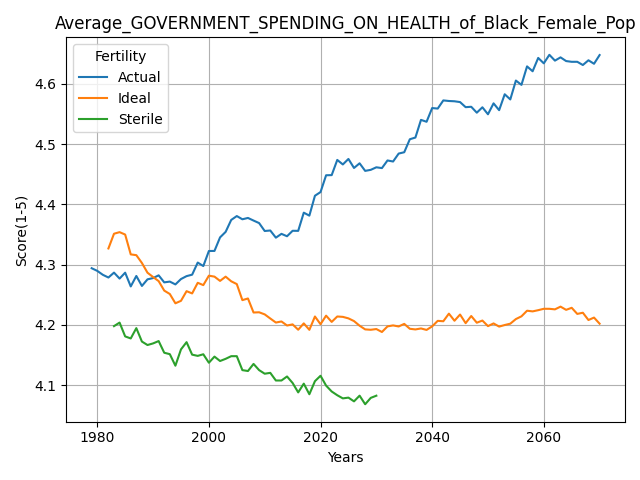 Average_GOVERNMENT_SPENDING_ON_HEALTH_of_Black_Female_Pop
Fertility
Actual
Ideal
Sterile
4.6
4.5
4.4
4.3
4.2
4.1
Score(1-5)
1980
2000
2020
2040
2060
Years